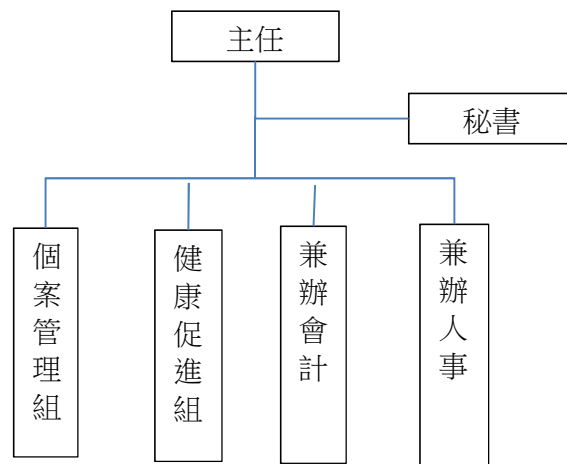 主任
秘書
個案管理組
健康促進組
兼辦會計
兼辦人事